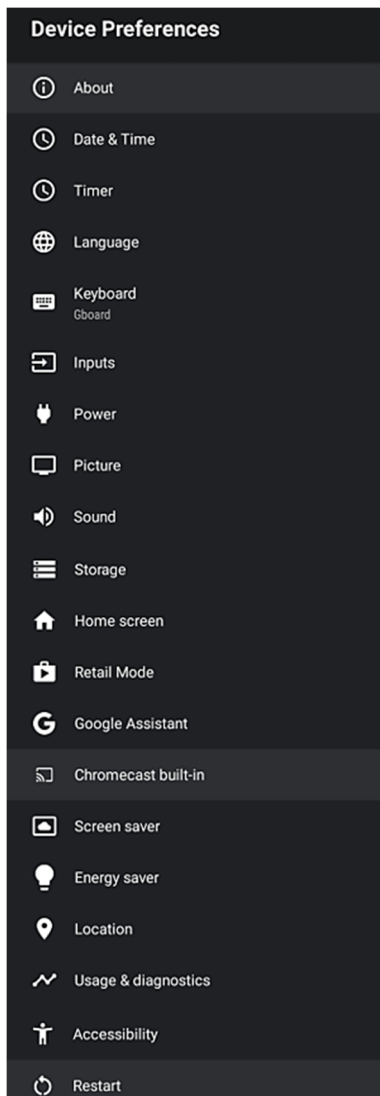 Device Preferences
About
Date & Time
Timer
Language
Keyboard
Gboard
Inputs
Power
Picture
Sound
Storage
Home screen
Retail Mode
Google Assistant
Chromecast built-in
Screen saver
Energy saver
Location
Usage & diagnostics
Accessibility
Restart